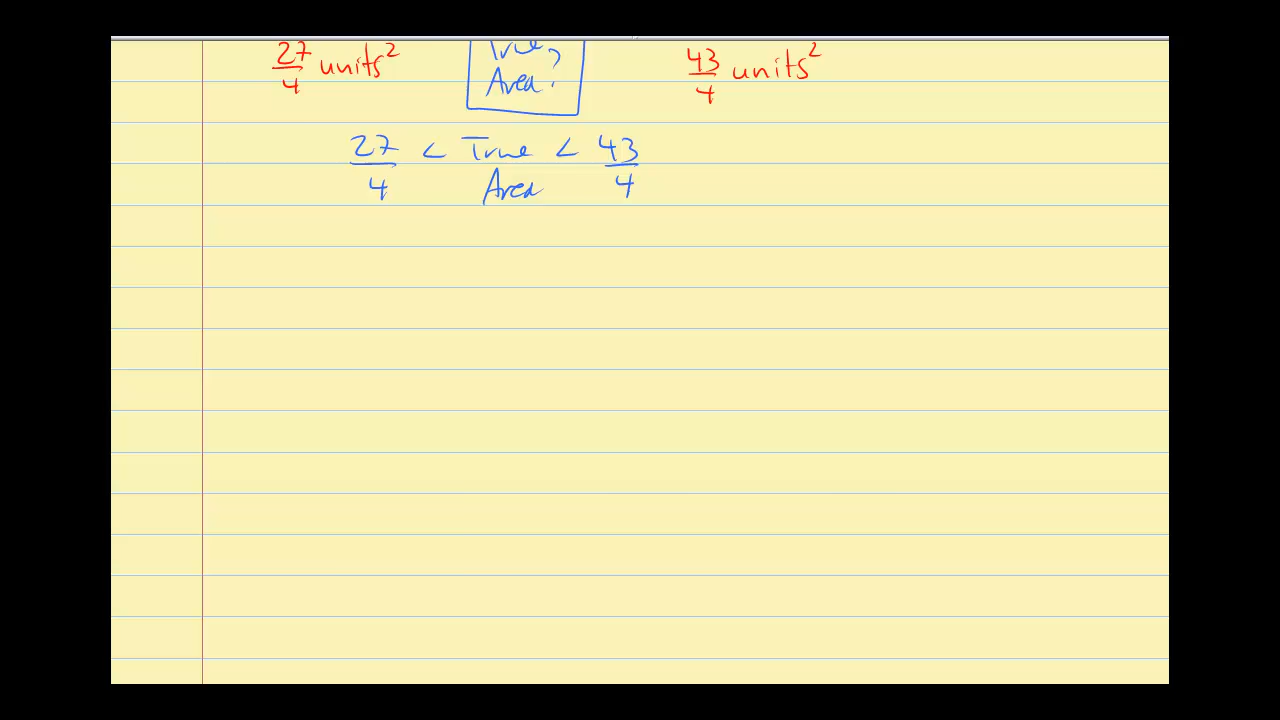 27/4 units² True Area? 43/4 units²
27/4 < True Area < 43/4